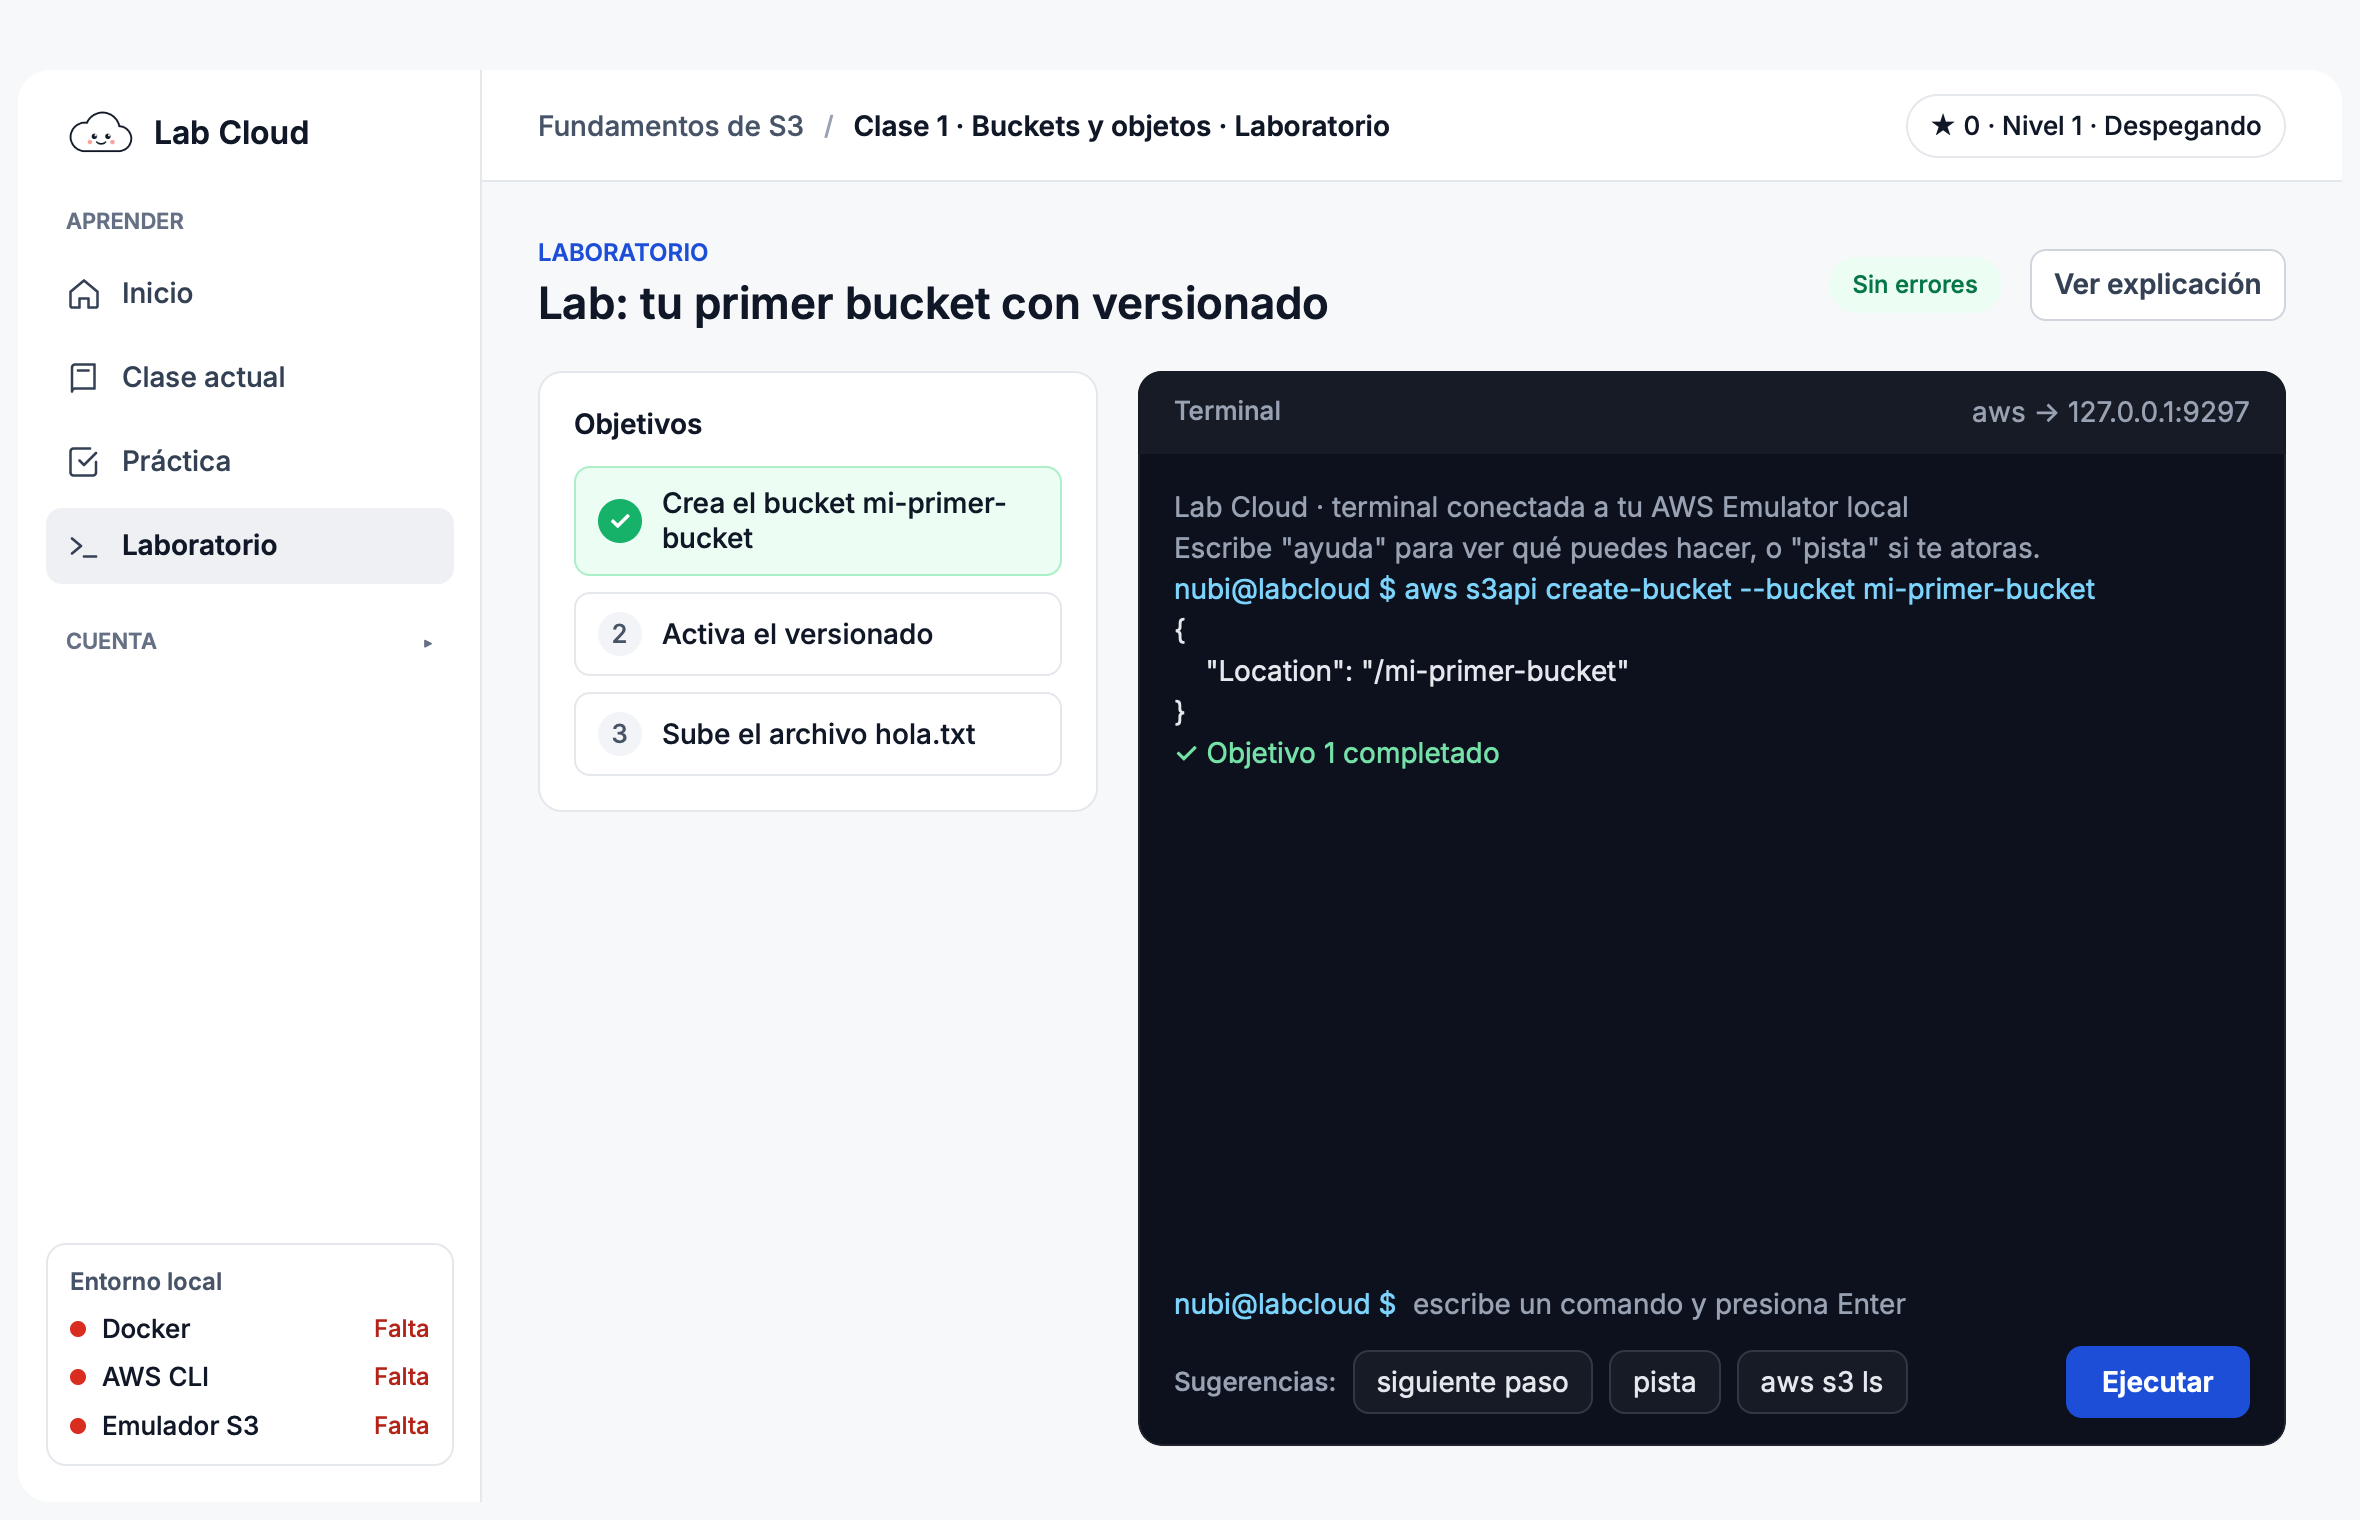 Lab Cloud
APRENDER
Inicio
Clase actual
Práctica
Laboratorio
CUENTA
Entorno local
Docker Falta
AWS CLI Falta
Emulador S3 Falta
Fundamentos de S3 / Clase 1 · Buckets y objetos · Laboratorio
★ 0 · Nivel 1 · Despegando
LABORATORIO
Lab: tu primer bucket con versionado
Sin errores
Ver explicación
Objetivos
Crea el bucket mi-primer-
bucket
2 Activa el versionado
3 Sube el archivo hola.txt
Terminal
aws → 127.0.0.1:9297
Lab Cloud · terminal conectada a tu AWS Emulator local
Escribe "ayuda" para ver qué puedes hacer, o "pista" si te atoras.
nubi@labcloud $ aws s3api create-bucket --bucket mi-primer-bucket
{
"Location": "/mi-primer-bucket"
}
✓ Objetivo 1 completado
nubi@labcloud $ escribe un comando y presiona Enter
Sugerencias: siguiente paso pista aws s3 ls
Ejecutar